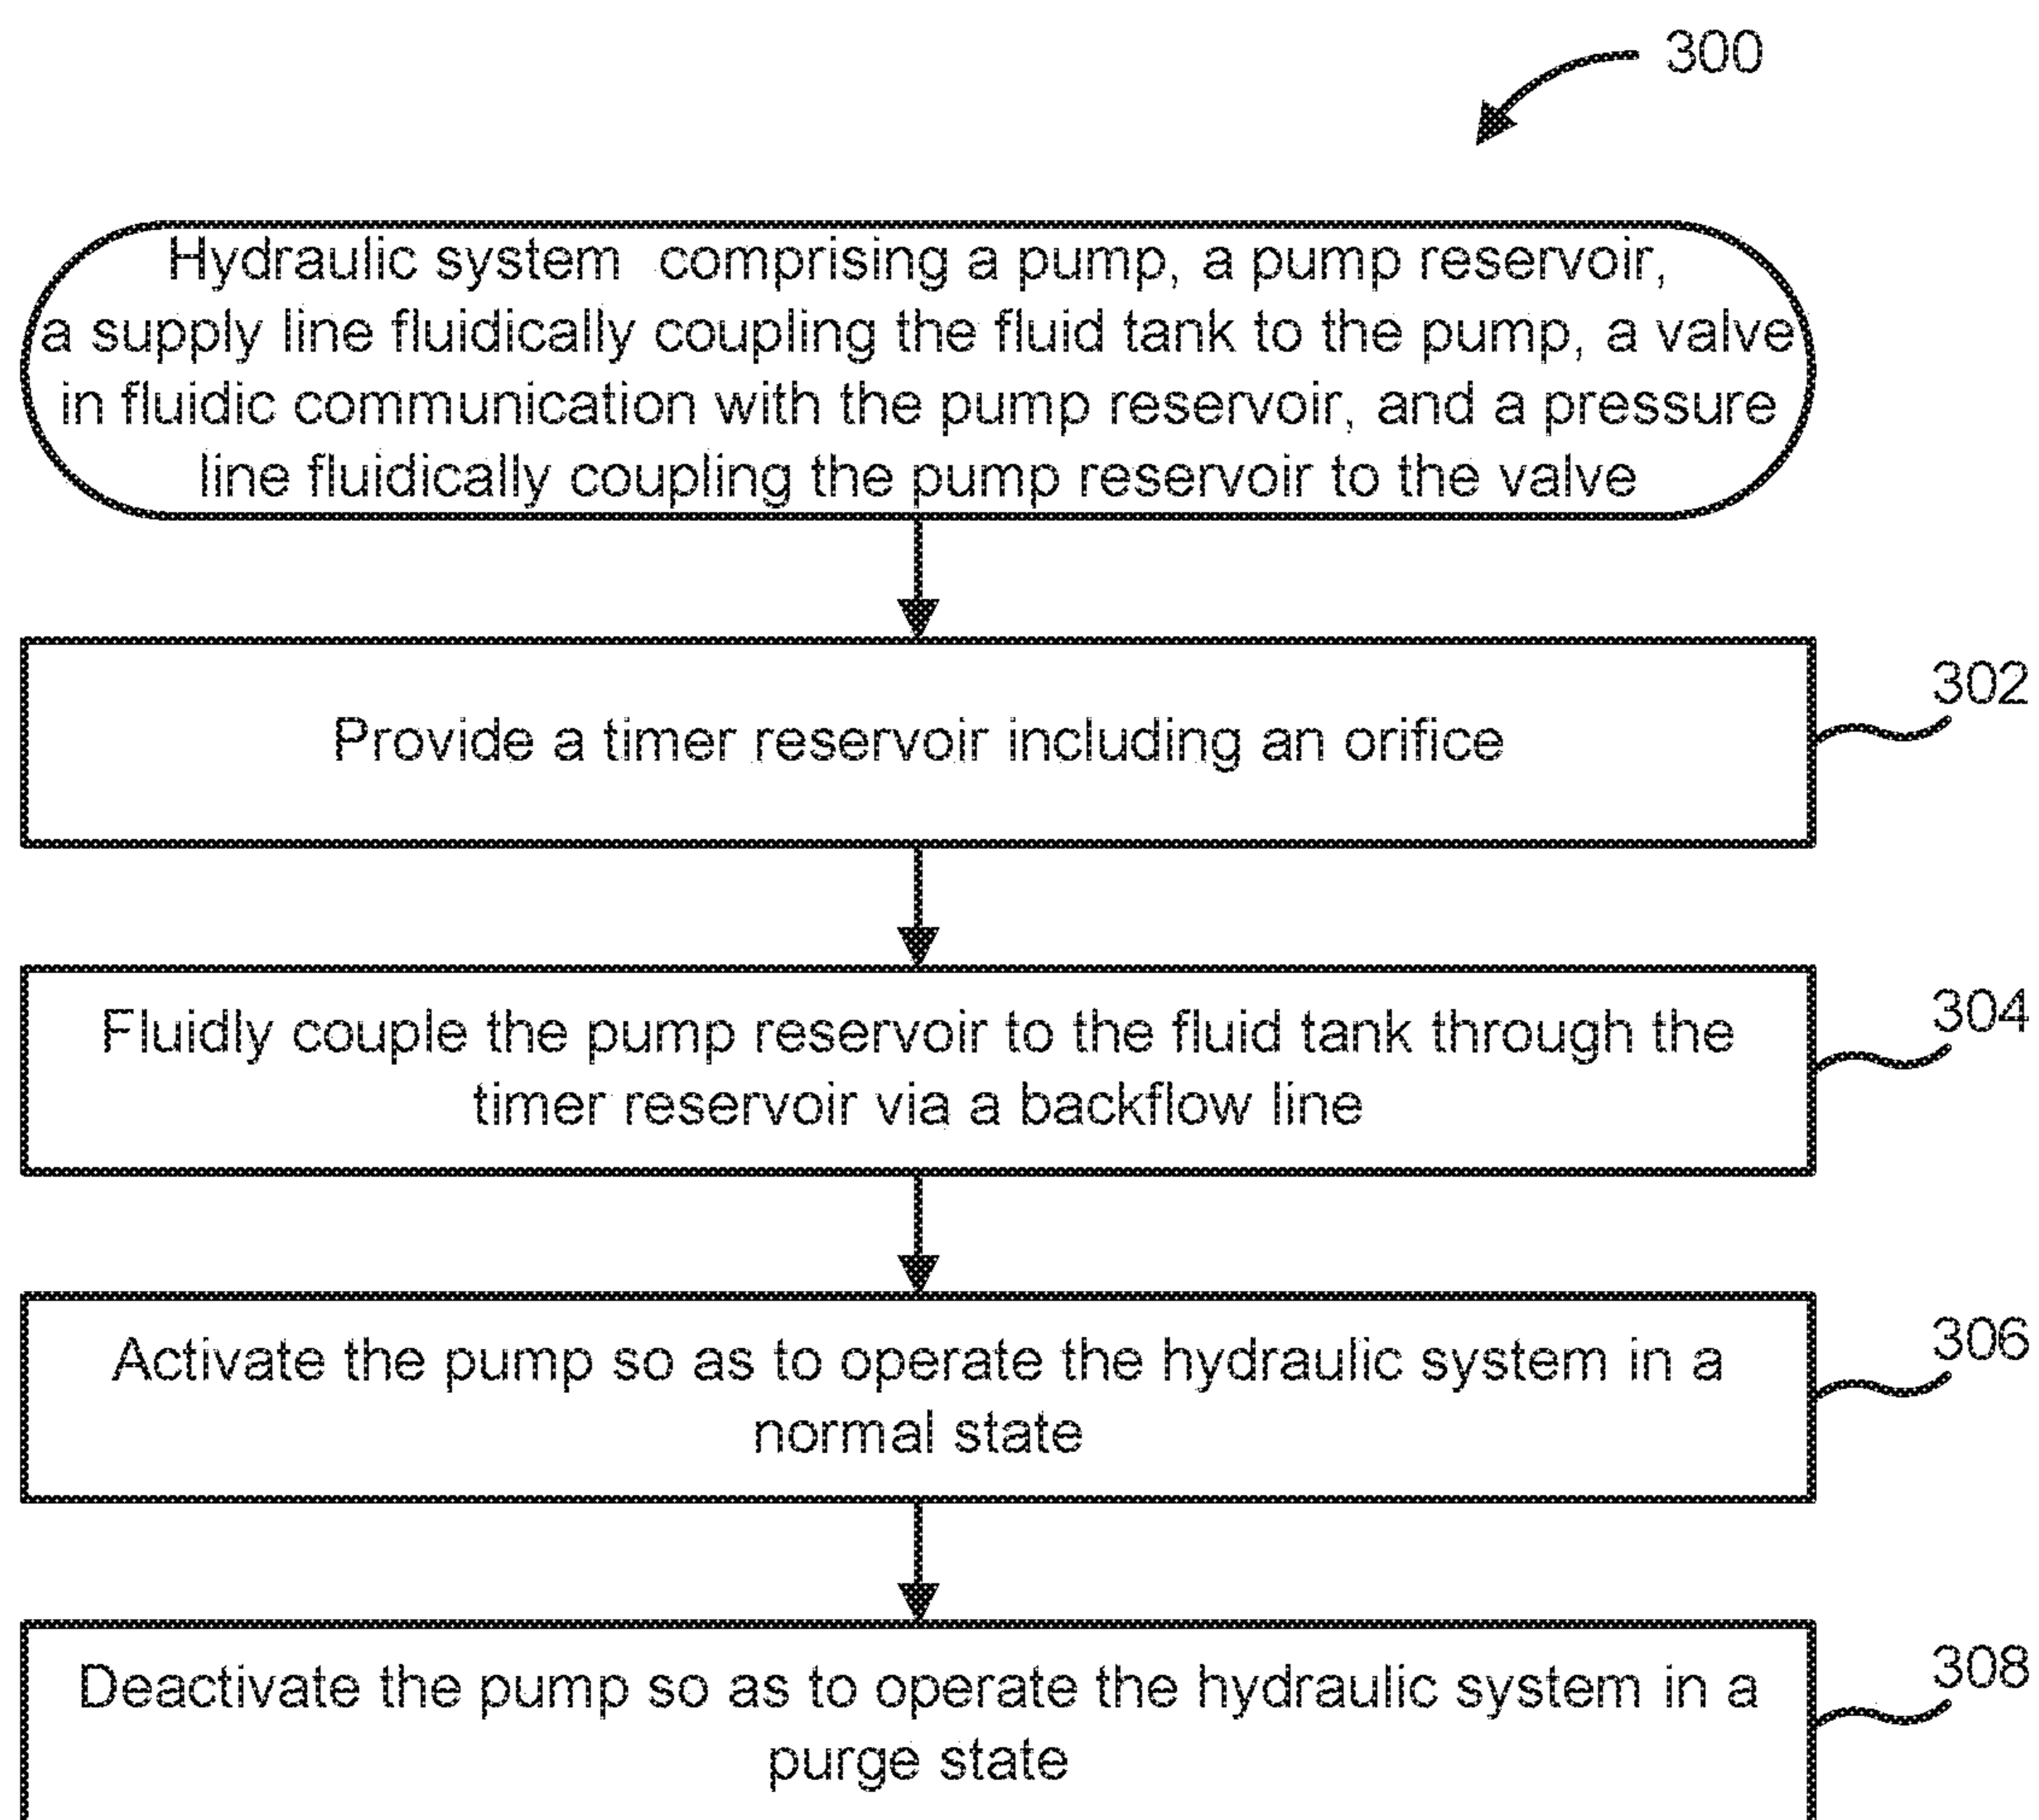 300
Hydraulic system comprising a pump, a pump reservoir,
a supply line fluidically coupling the fluid tank to the pump, a valve
in fluidic communication with the pump reservoir, and a pressure
line fluidically coupling the pump reservoir to the valve
302
Provide a timer reservoir including an orifice
304
Fluidly couple the pump reservoir to the fluid tank through the
timer reservoir via a backflow line
306
Activate the pump so as to operate the hydraulic system in a
normal state
308
Deactivate the pump so as to operate the hydraulic system in a
purge state